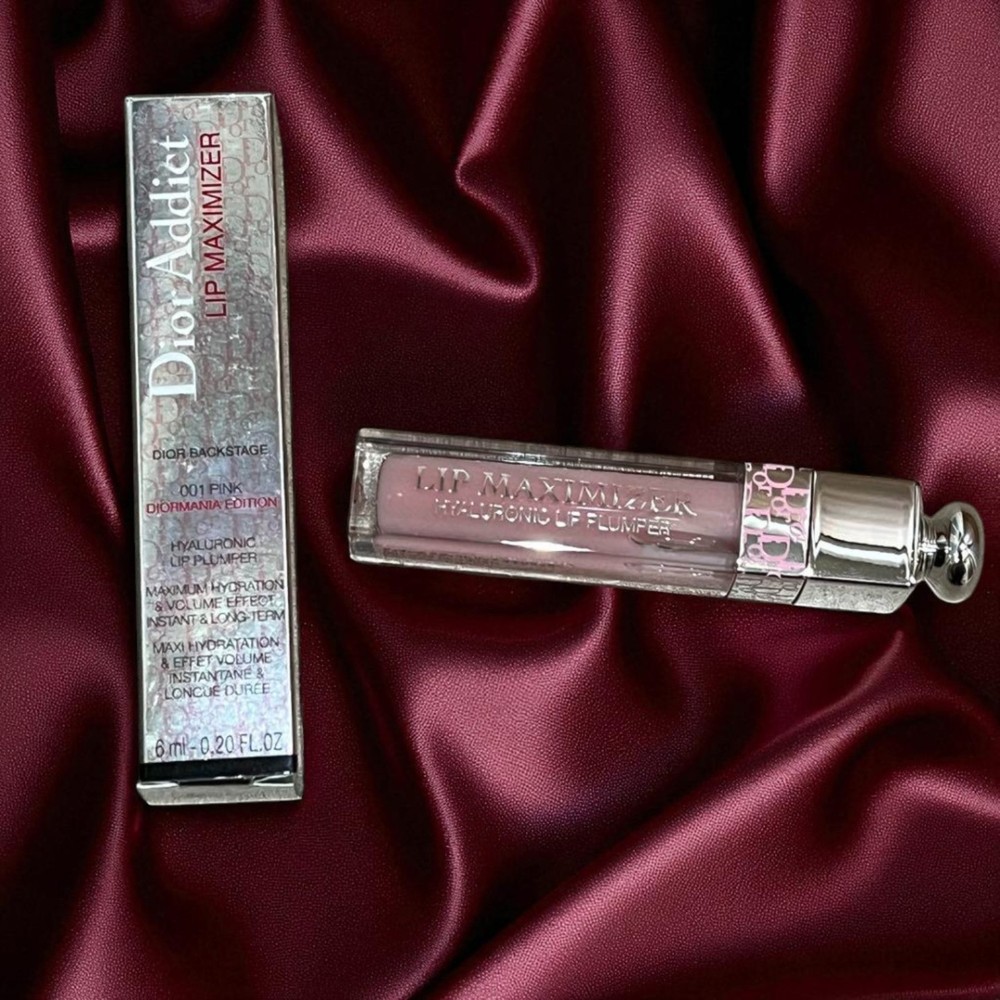 Dior Addict
LIP MAXIMIZER
DIOR BACKSTAGE
001 PINK
DIORMANIA EDITION
HYALURONIC
LIP PLUMPER
MAXIMUM HYDRATION
& VOLUME EFFECT
INSTANT & LONG-TERM
MAXI HYDRATATION
& EFFET VOLUME
INSTANTANÉ &
LONGUE DURÉE
6 ml - 0.20 FL.OZ
LIP MAXIMIZER
HYALURONIC LIP PLUMPER
Dior